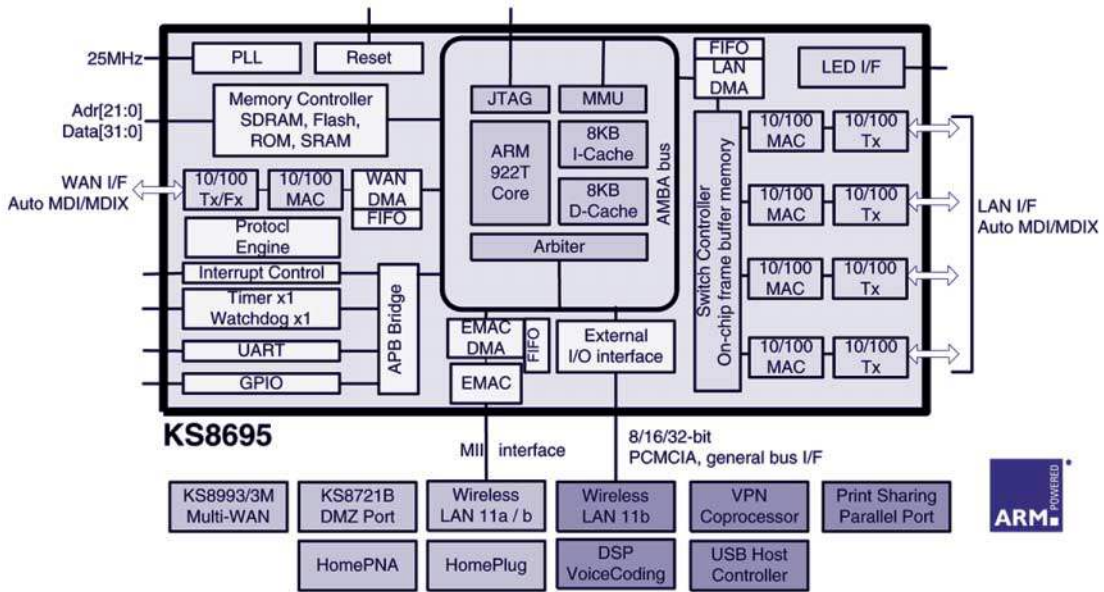 25MHz
PLL
Reset
FIFO
LAN
DMA
LED I/F
Adr[21:0]
Data[31:0]
Memory Controller
SDRAM, Flash,
ROM, SRAM
JTAG
MMU
ARM
922T
Core
8KB
I-Cache
8KB
D-Cache
Arbiter
AMBA bus
WAN I/F
Auto MDI/MDIX
10/100
Tx/Fx
10/100
MAC
WAN
DMA
FIFO
Protocl
Engine
Interrupt Control
Timer x1
Watchdog x1
UART
GPIO
APB Bridge
EMAC
DMA
FIFO
EMAC
External
I/O interface
Switch Controller
On-chip frame buffer memory
10/100
MAC
10/100
Tx
10/100
MAC
10/100
Tx
10/100
MAC
10/100
Tx
10/100
MAC
10/100
Tx
LAN I/F
Auto MDI/MDIX
KS8695
MII interface
8/16/32-bit
PCMCIA, general bus I/F
KS8993/3M
Multi-WAN
KS8721B
DMZ Port
Wireless
LAN 11a / b
Wireless
LAN 11b
VPN
Coprocessor
Print Sharing
Parallel Port
HomePNA
HomePlug
DSP
VoiceCoding
USB Host
Controller
ARM
POWERED